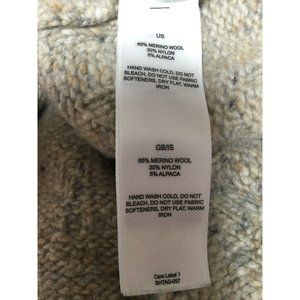 US
65% MERINO WOOL
30% NYLON
5% ALPACA
HAND WASH COLD, DO NOT
BLEACH, DO NOT USE FABRIC
SOFTENERS, DRY FLAT, WARM
IRON
GB/IS
65% MERINO WOOL
30% NYLON
5% ALPACA
HAND WASH COLD, DO NOT
BLEACH, DO NOT USE FABRIC
SOFTENERS, DRY FLAT, WARM
IRON
Care Label 1
SHTAG-057